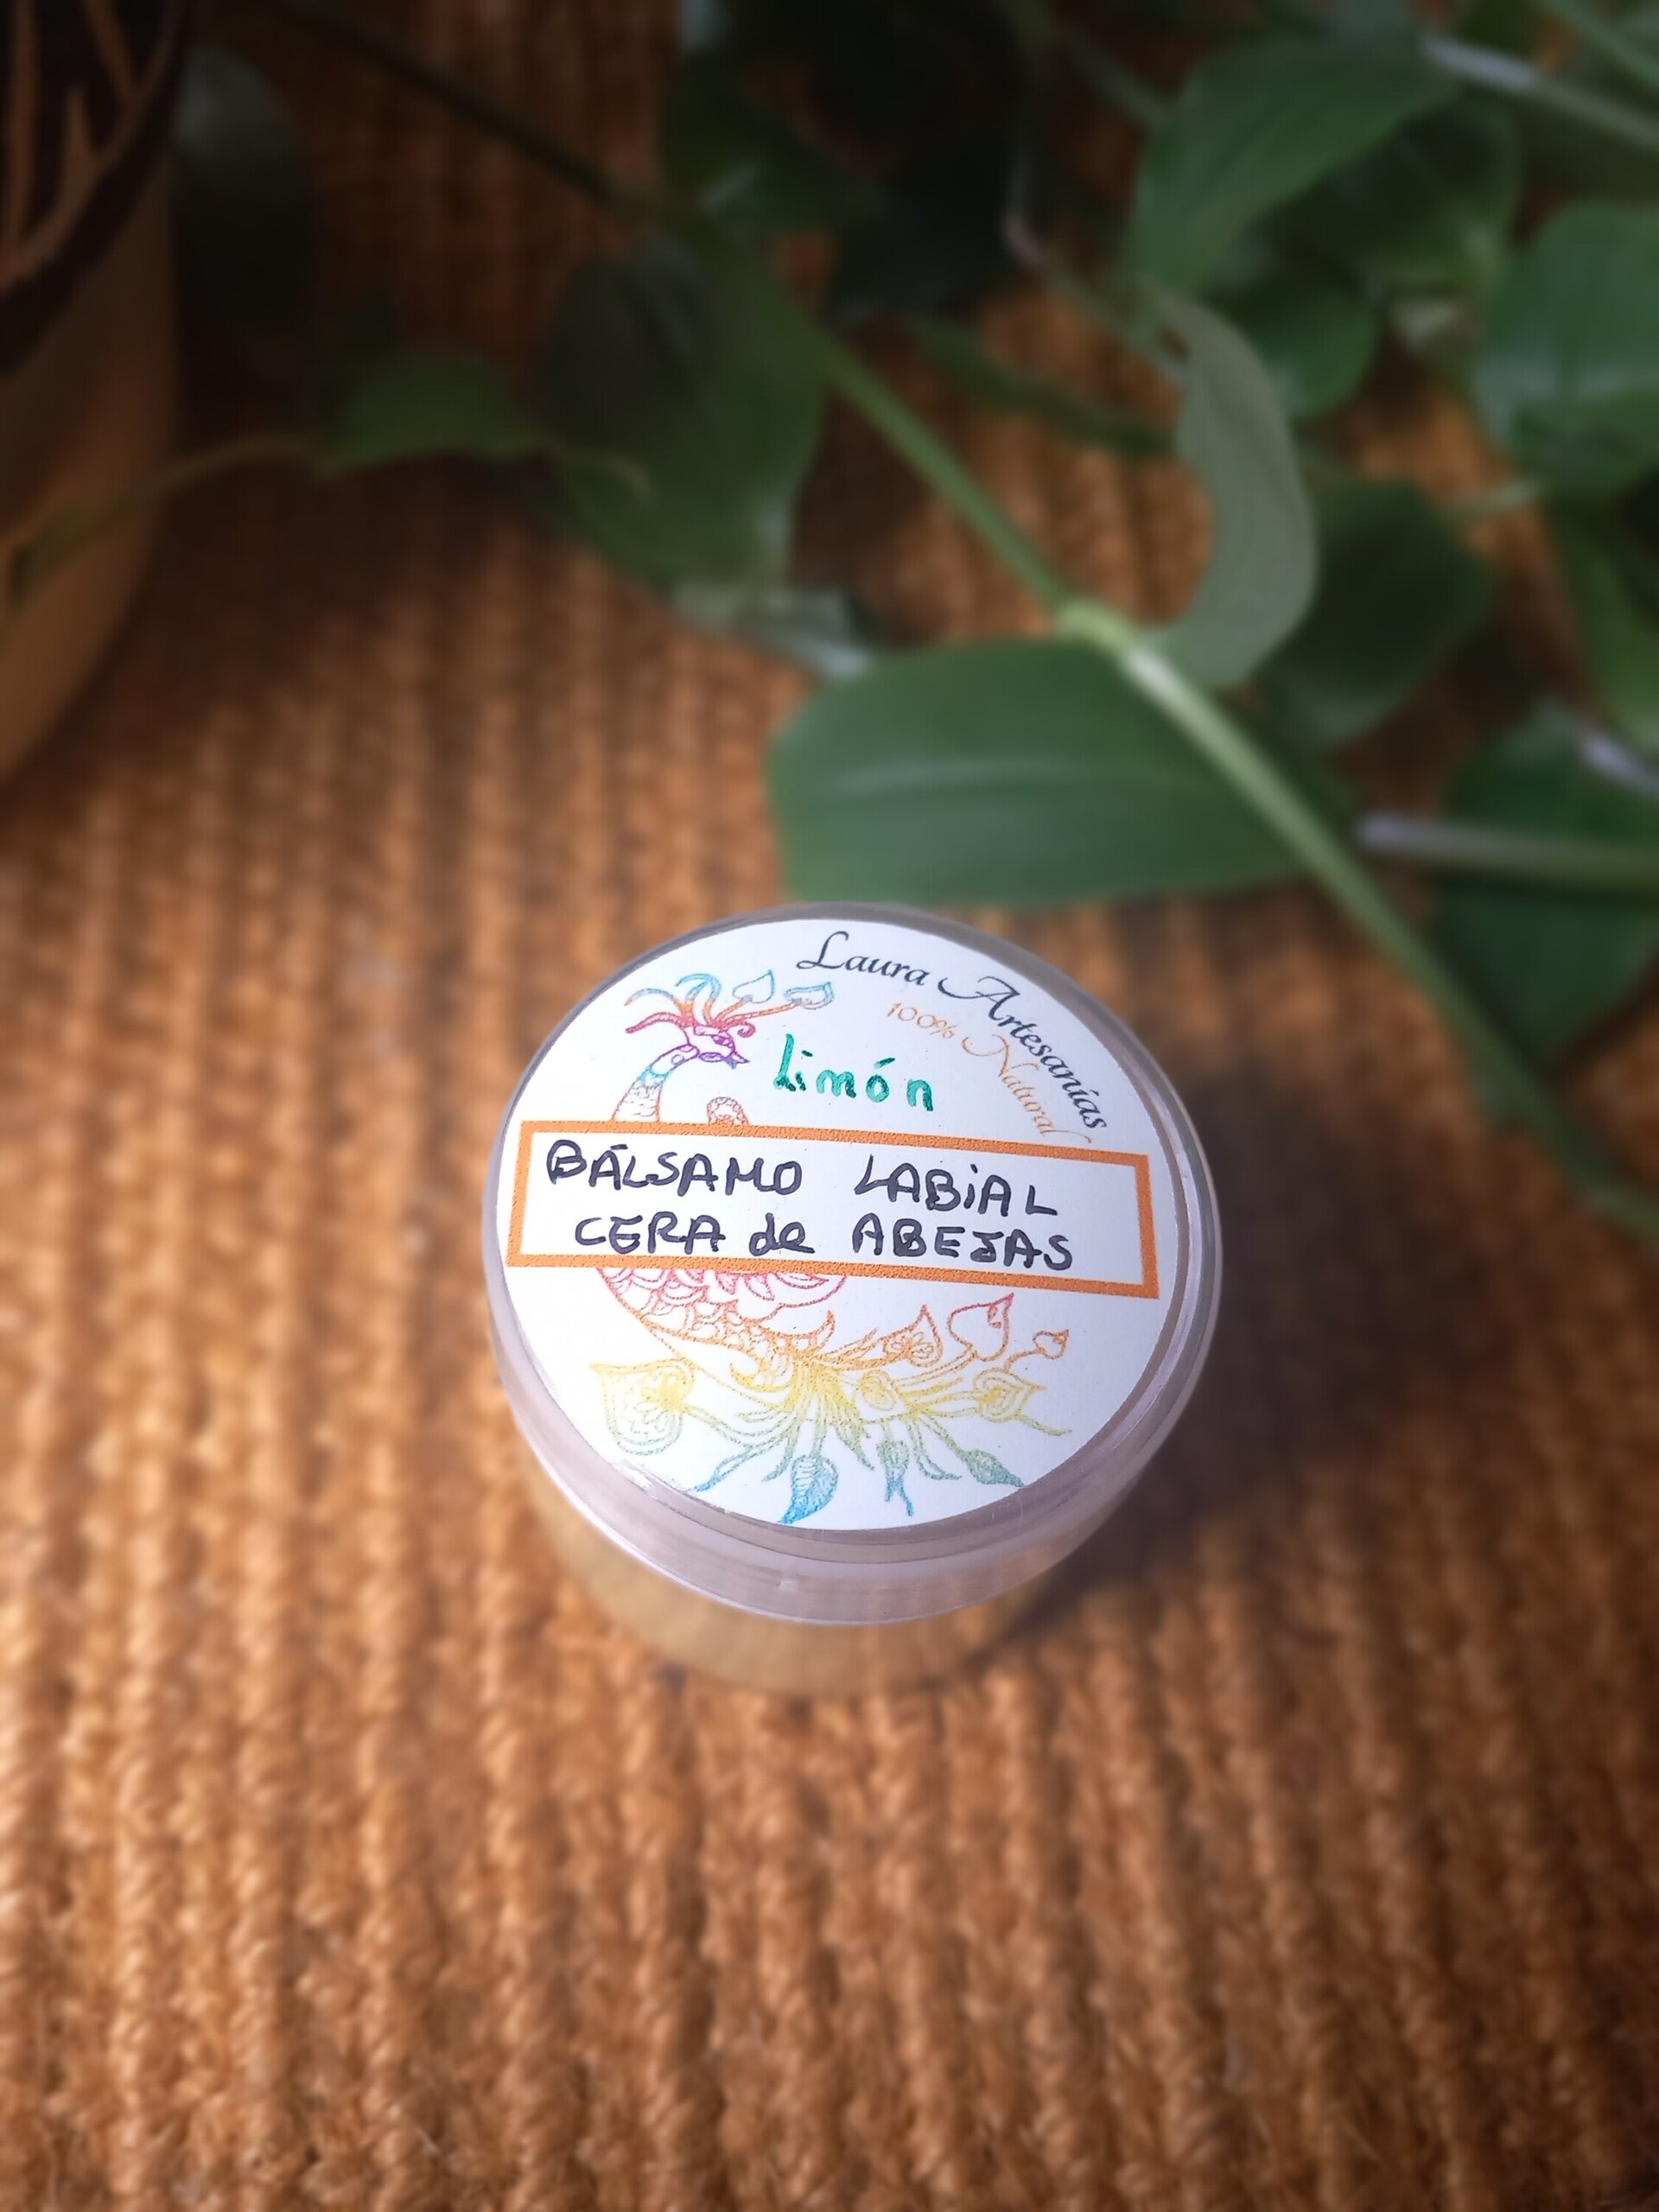 Laura Artesanías
100% Natural
Limón
BÁLSAMO LABiAL
CERA de ABEJAS